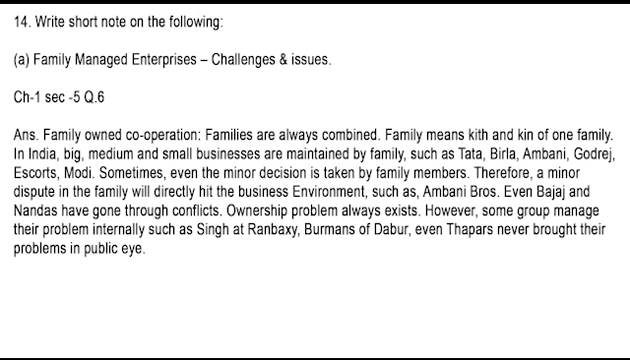 14. Write short note on the following:
(a) Family Managed Enterprises – Challenges & issues.
Ch-1 sec -5 Q.6
Ans. Family owned co-operation: Families are always combined. Family means kith and kin of one family.
In India, big, medium and small businesses are maintained by family, such as Tata, Birla, Ambani, Godrej,
Escorts, Modi. Sometimes, even the minor decision is taken by family members. Therefore, a minor
dispute in the family will directly hit the business Environment, such as, Ambani Bros. Even Bajaj and
Nandas have gone through conflicts. Ownership problem always exists. However, some group manage
their problem internally such as Singh at Ranbaxy, Burmans of Dabur, even Thapars never brought their
problems in public eye.